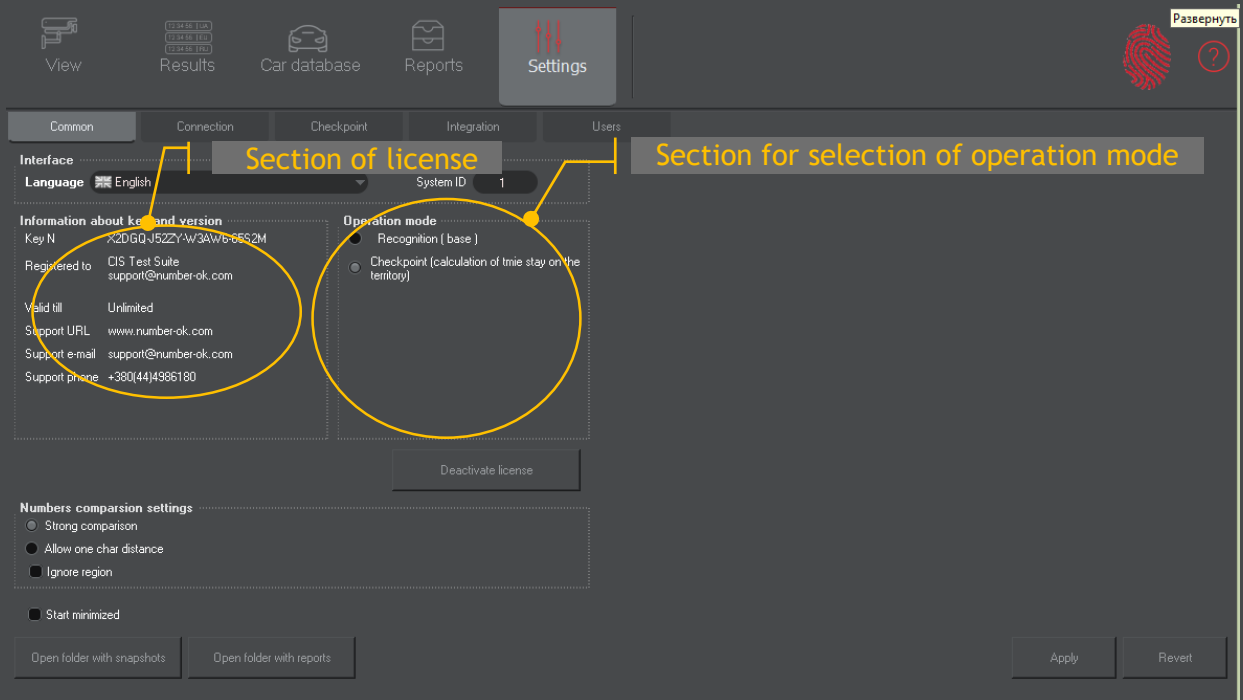 Развернуть
View
Results
Car database
Reports
Settings
Common
Connection
Checkpoint
Integration
Users
Section of license
Section for selection of operation mode
Interface
Language English
System ID 1
Information about key and version
Key N X2DGQ-J52ZY-W3AW6-65S2M
Registered to CIS Test Suite
support@number-ok.com
Valid till Unlimited
Support URL www.number-ok.com
Support e-mail support@number-ok.com
Support phone +380(44)4986180
Operation mode
Recognition ( base )
Checkpoint (calculation of tmie stay on the
territory)
Deactivate license
Numbers comparsion settings
Strong comparison
Allow one char distance
Ignore region
Start minimized
Open folder with snapshots
Open folder with reports
Apply
Revert